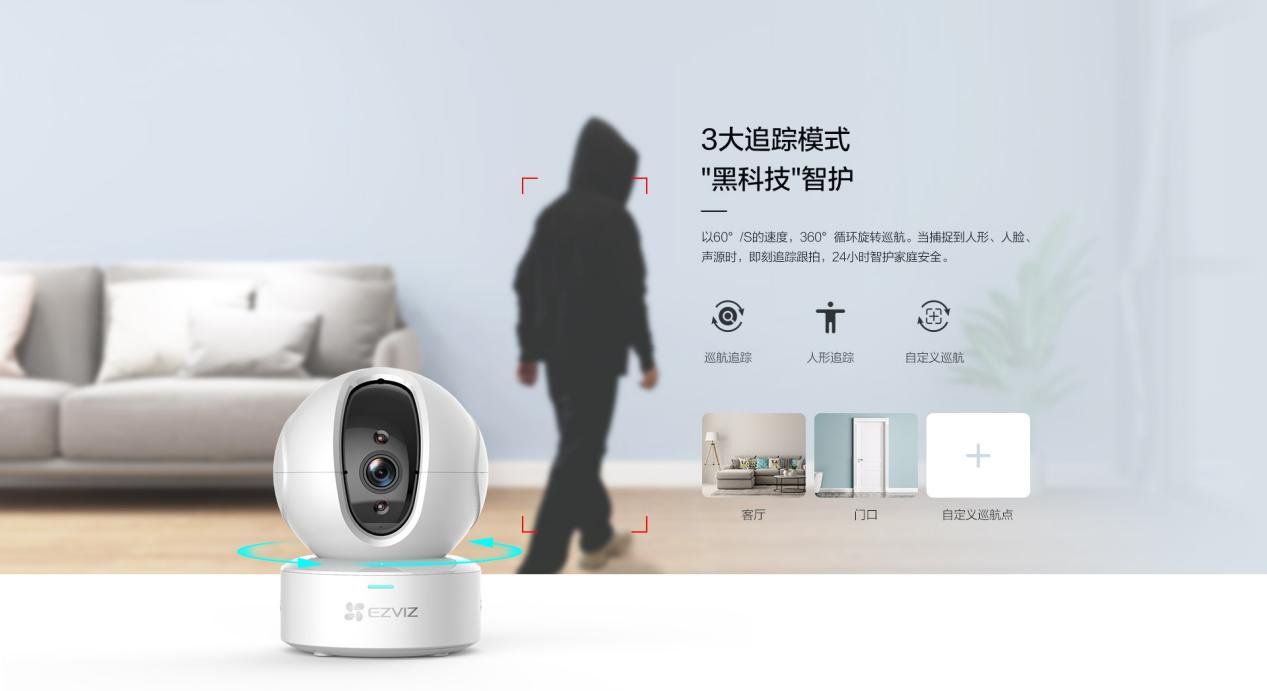 3大追踪模式
"黑科技"智护
以60°/S的速度，360°循环旋转巡航。当捕捉到人形、人脸、
声源时，即刻追踪跟拍，24小时智护家庭安全。
巡航追踪
人形追踪
自定义巡航
客厅
门口
自定义巡航点
EZVIZ